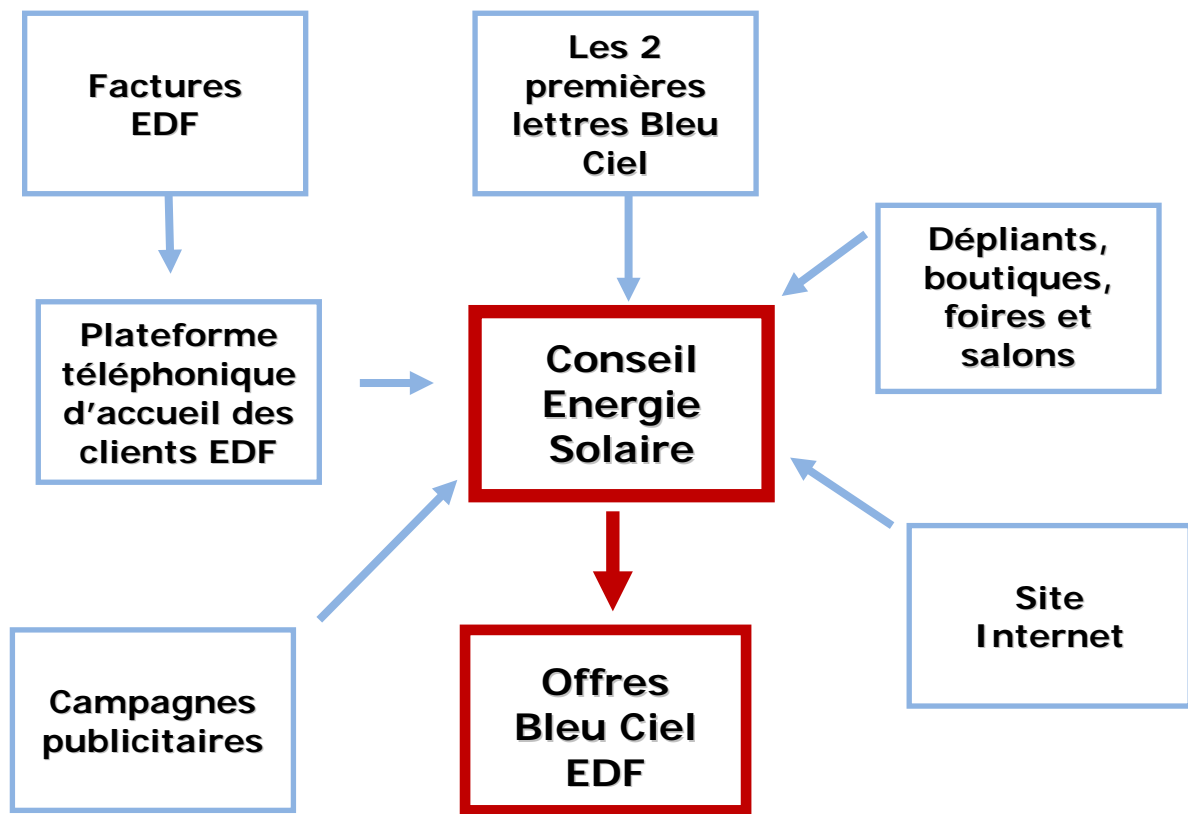 Factures
EDF
Les 2
premières
lettres Bleu
Ciel
Dépliants,
boutiques,
foires et
salons
Plateforme
téléphonique
d’accueil des
clients EDF
Conseil
Energie
Solaire
Site
Internet
Campagnes
publicitaires
Offres
Bleu Ciel
EDF